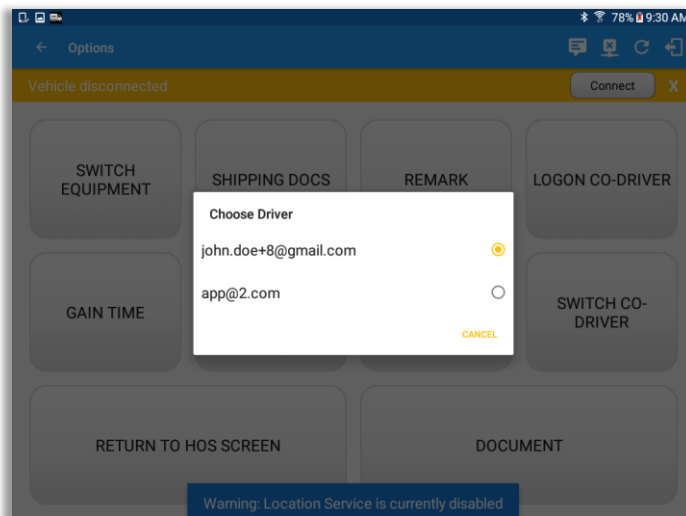 78% 9:30 AM
Options
Vehicle disconnected
Connect
X
SWITCH
EQUIPMENT
SHIPPING DOCS
REMARK
LOGON CO-DRIVER
Choose Driver
john.doe+8@gmail.com
app@2.com
CANCEL
GAIN TIME
SWITCH CO-
DRIVER
RETURN TO HOS SCREEN
DOCUMENT
Warning: Location Service is currently disabled